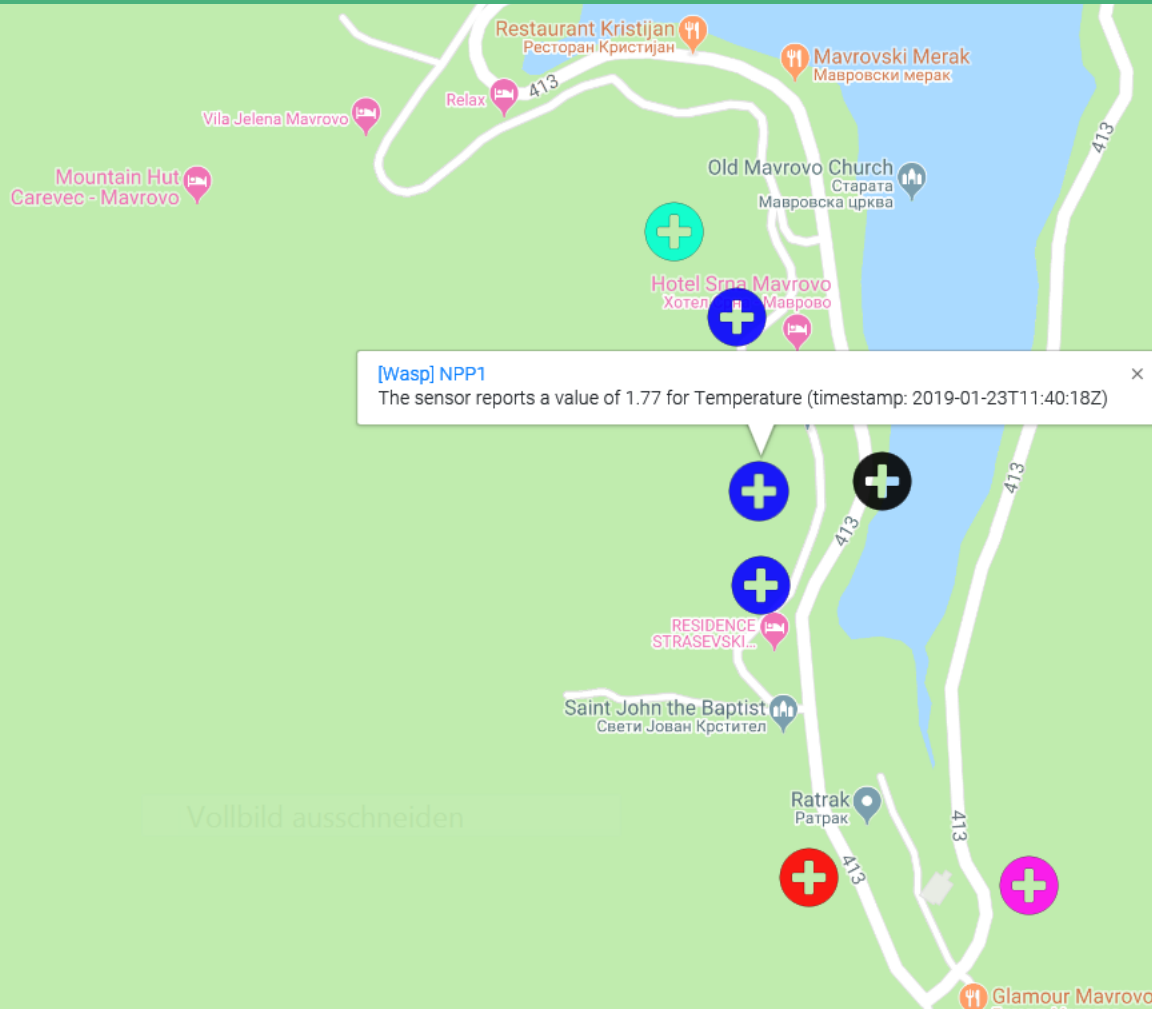 Restaurant Kristijan
Ресторан Кристијан
Mavrovski Merak
Мавровски мерак
413
Relax
Vila Jelena Mavrovo
413
Mountain Hut
Carevec - Mavrovo
Old Mavrovo Church
Старата
Мавровска црква
Hotel Srna Mavrovo
Хотел Маврово
[Wasp] NPP1
×
The sensor reports a value of 1.77 for Temperature (timestamp: 2019-01-23T11:40:18Z)
413
413
RESIDENCE
STRASEVSKI...
Saint John the Baptist
Свети Јован Крстител
Ratrak
Ратрак
Vollbild ausschneiden
413
413
Glamour Mavrovo